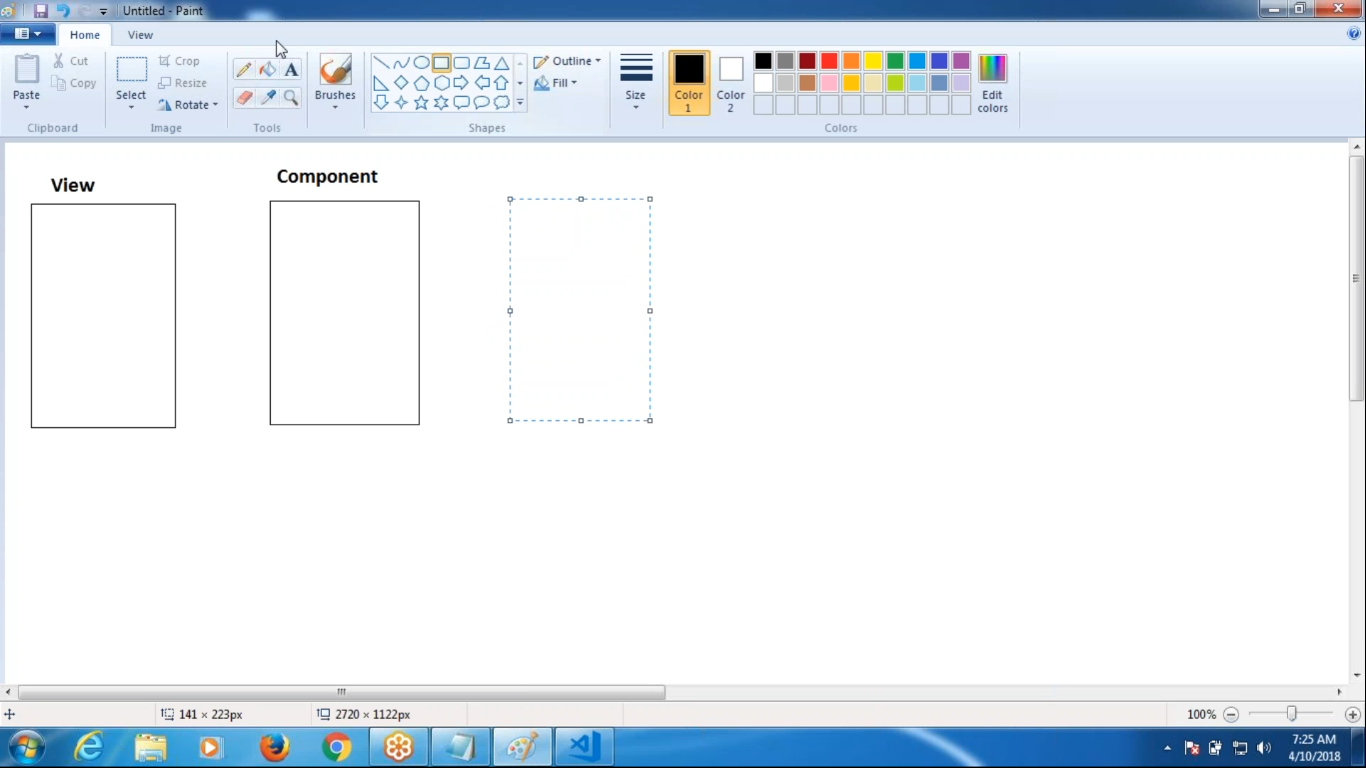 Untitled - Paint
Home View
Cut
Copy
Paste
Clipboard
Crop
Resize
Rotate
Select
Image
A
Tools
Brushes
Outline
Fill
Shapes
Size
Color 1
Color 2
Edit colors
Colors
View
Component
141 × 223px
2720 × 1122px
100%
7:25 AM
4/10/2018